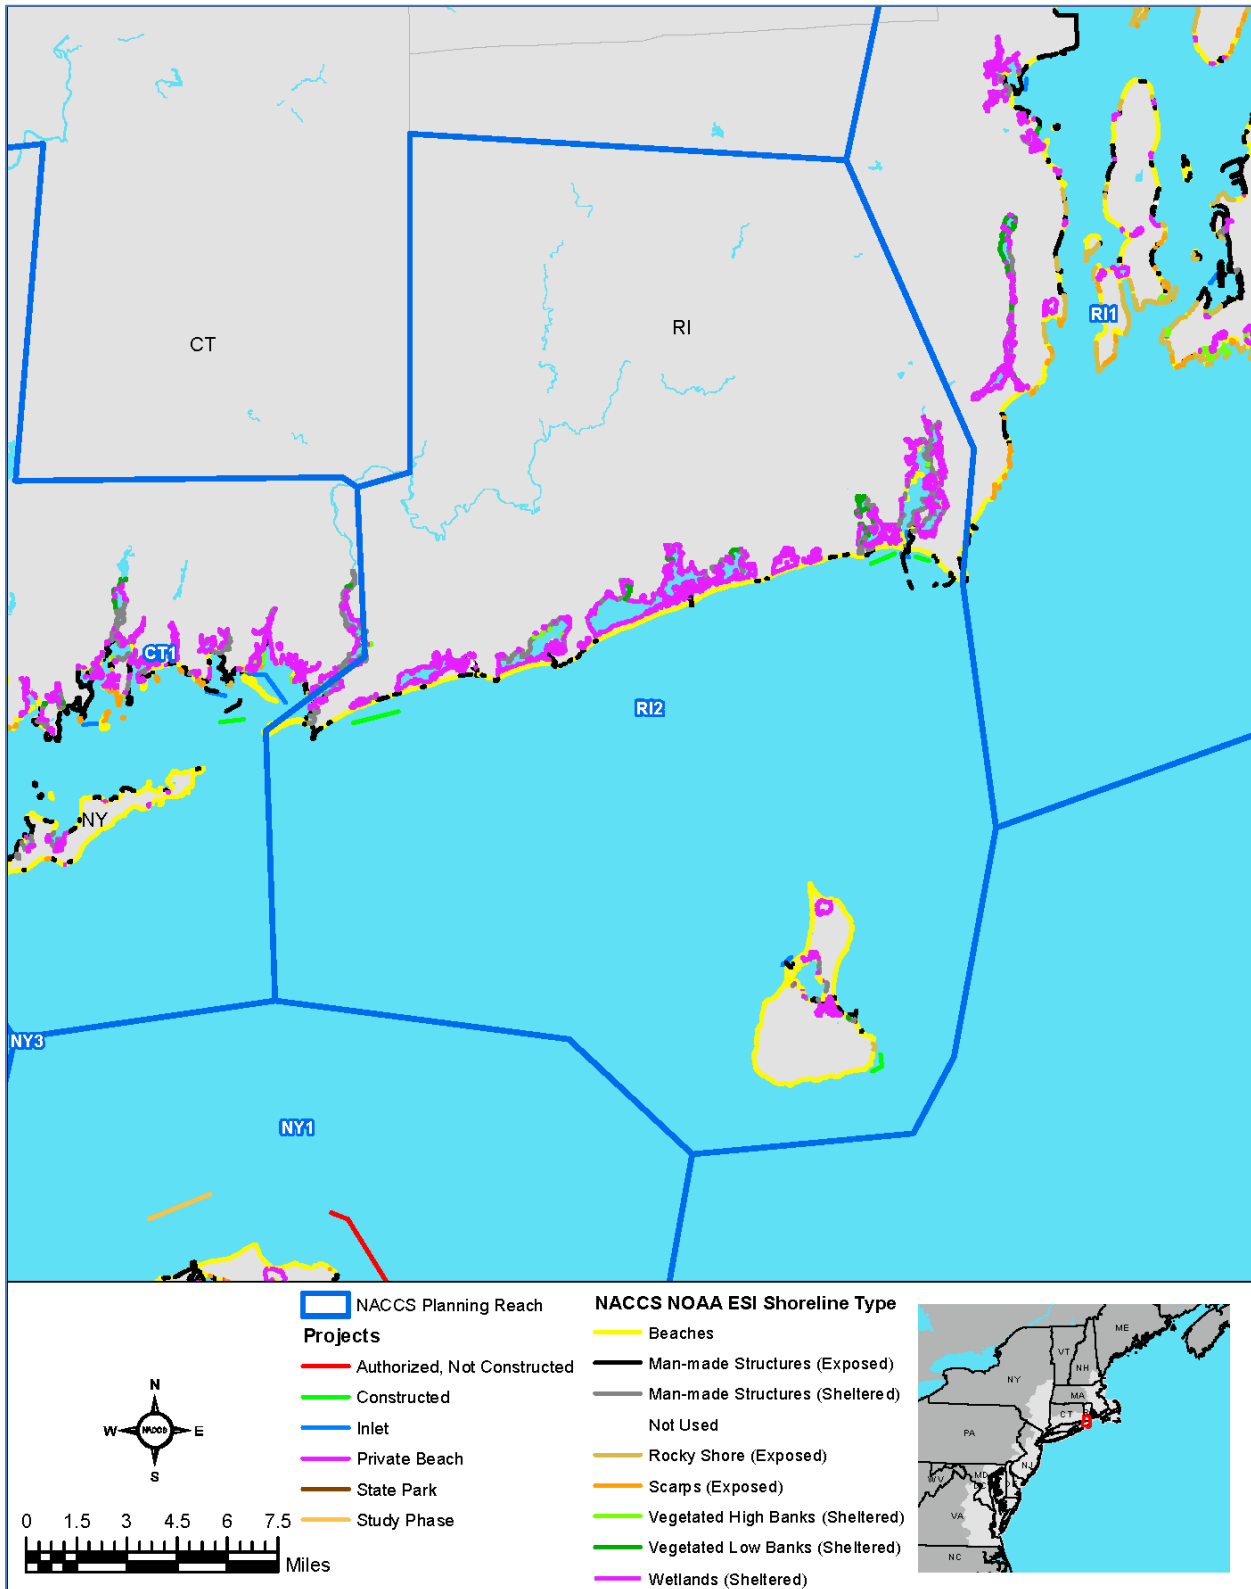 CT
RI
RI1
CT1
RI2
NY
NY3
NY1
NACCS Planning Reach
Projects
Authorized, Not Constructed
Constructed
Inlet
Private Beach
State Park
Study Phase
NACCS NOAA ESI Shoreline Type
Beaches
Man-made Structures (Exposed)
Man-made Structures (Sheltered)
Not Used
Rocky Shore (Exposed)
Scarps (Exposed)
Vegetated High Banks (Sheltered)
Vegetated Low Banks (Sheltered)
Wetlands (Sheltered)
N
W NACCS E
S
0 1.5 3 4.5 6 7.5
Miles
ME
VT
NH
NY
MA
CT
PA
NJ
WV
MD
VA
NC